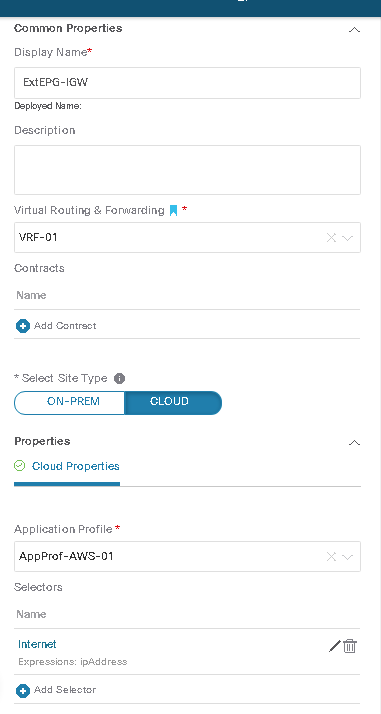 Common Properties
Display Name*
ExtEPG-IGW
Deployed Name:
Description
Virtual Routing & Forwarding *
VRF-01
Contracts
Name
Add Contract
* Select Site Type
ON-PREM CLOUD
Properties
Cloud Properties
Application Profile *
AppProf-AWS-01
Selectors
Name
Internet
Expressions: ipAddress
Add Selector